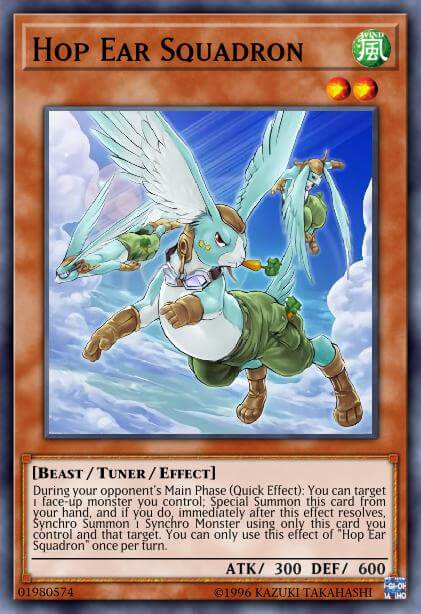 HOP EAR SQUADRON
WIND
風
[BEAST / TUNER / EFFECT]
During your opponent's Main Phase (Quick Effect): You can target
1 face-up monster you control; Special Summon this card from
your hand, and if you do, immediately after this effect resolves,
Synchro Summon 1 Synchro Monster using only this card you
control and that target. You can only use this effect of "Hop Ear
Squadron" once per turn.
ATK/ 300 DEF/ 600
01980574
©1996 KAZUKI TAKAHASHI